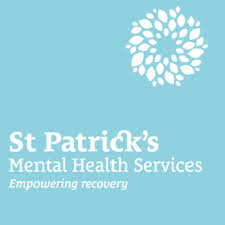 St Patrick's
Mental Health Services
Empowering recovery